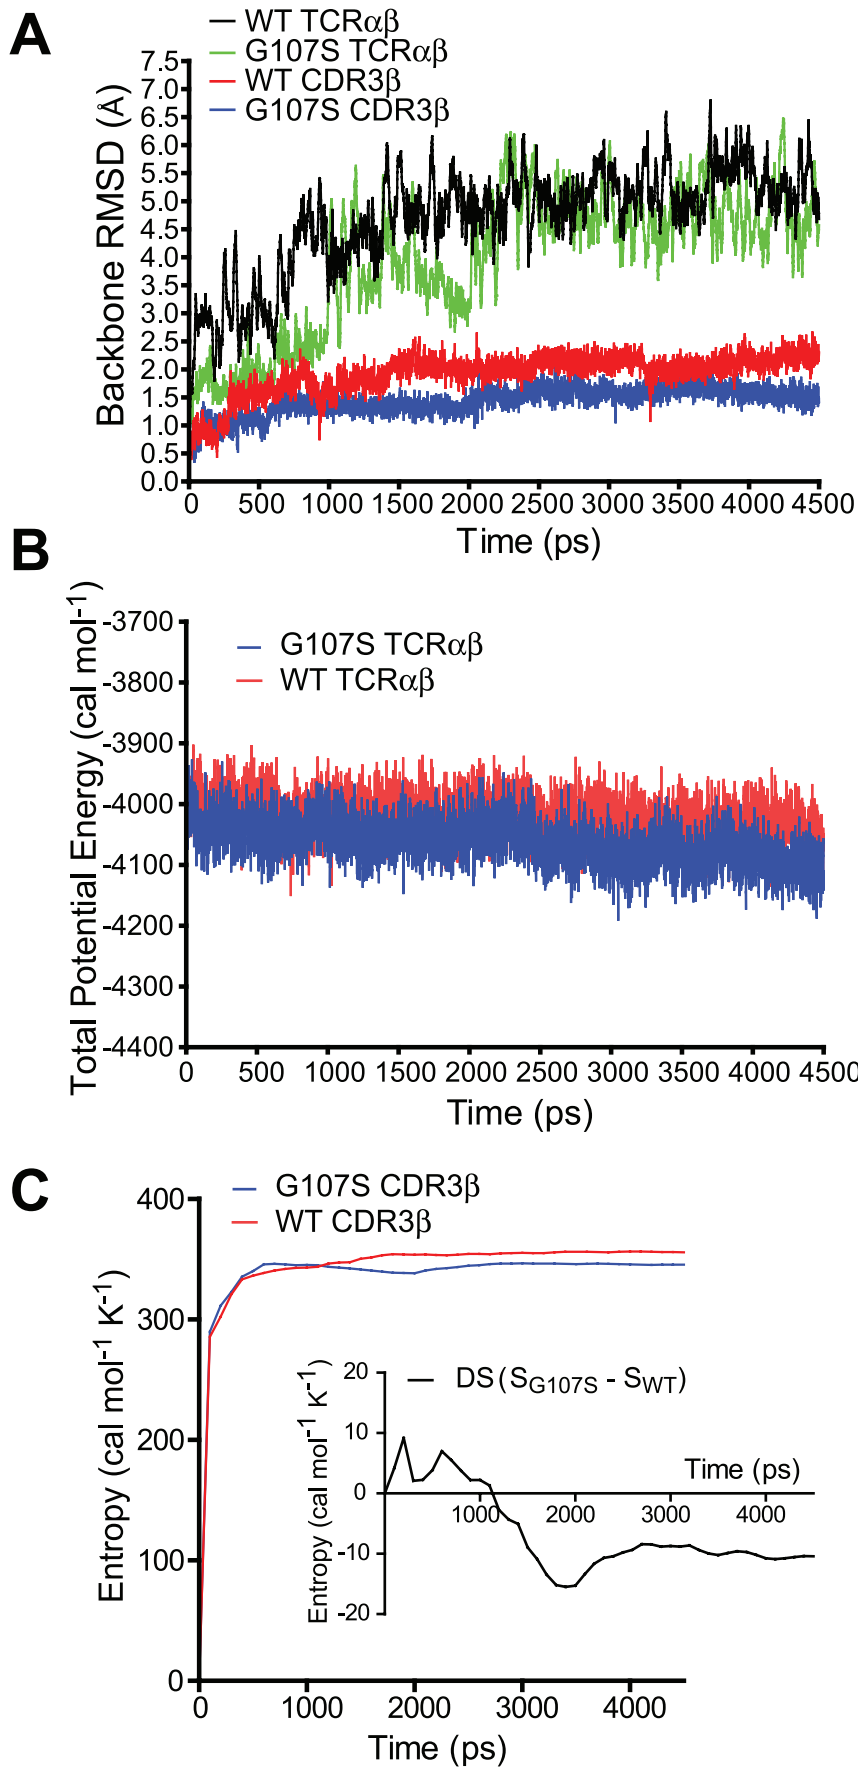 A
WT TCRαβ
G107S TCRαβ
WT CDR3β
G107S CDR3β
Backbone RMSD (Å)
7.5
7.0
6.5
6.0
5.5
5.0
4.5
4.0
3.5
3.0
2.5
2.0
1.5
1.0
0.5
0.0
0 500 1000 1500 2000 2500 3000 3500 4000 4500
Time (ps)
B
G107S TCRαβ
WT TCRαβ
Total Potential Energy (cal mol⁻¹)
-3700
-3800
-3900
-4000
-4100
-4200
-4300
-4400
0 500 1000 1500 2000 2500 3000 3500 4000 4500
Time (ps)
C
G107S CDR3β
WT CDR3β
Entropy (cal mol⁻¹ K⁻¹)
400
300
200
100
0
0 1000 2000 3000 4000
Time (ps)
DS (S_G107S - S_WT)
Entropy (cal mol⁻¹ K⁻¹)
20
10
0
-10
-20
Time (ps)
1000 2000 3000 4000